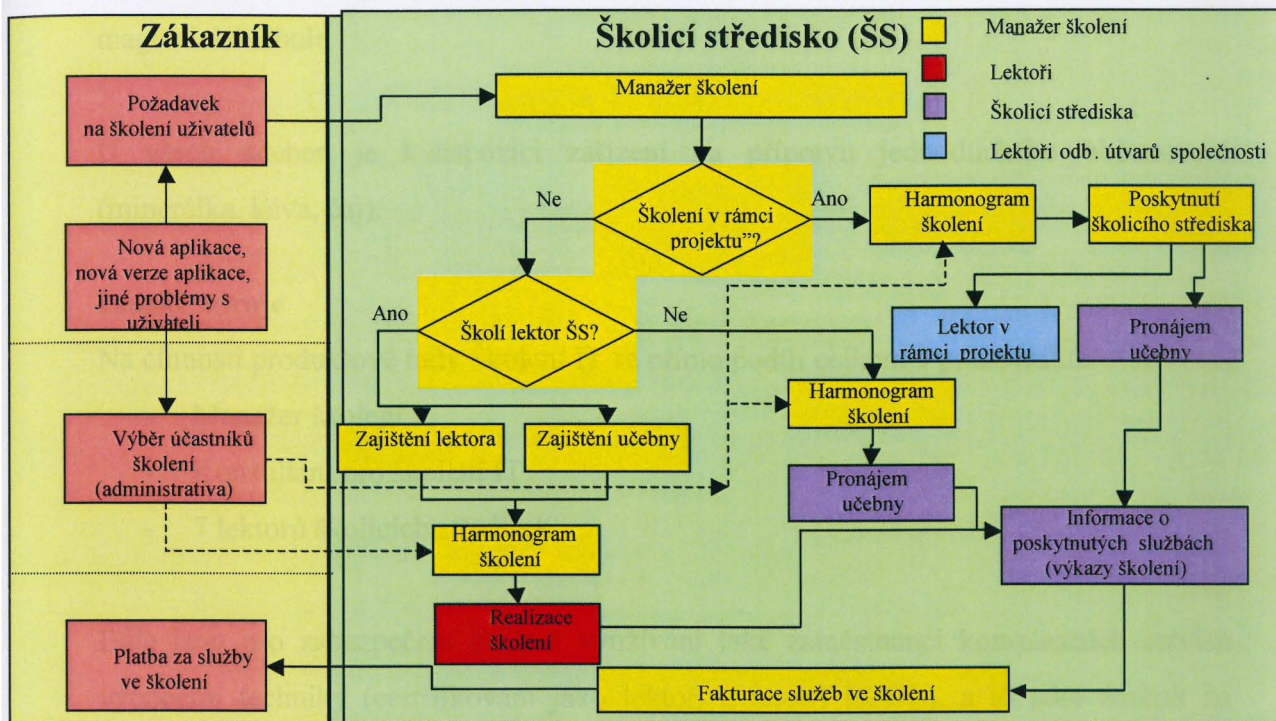 Zákazník
Školicí středisko (ŠS)
Manažer školení
Lektoři
Školicí střediska
Lektoři odb. útvarů společnosti
Požadavek
na školení uživatelů
Manažer školení
Nová aplikace,
nová verze aplikace,
jiné problémy s
uživateli
Ne
Školení v rámci
projektu”?
Ano
Harmonogram
školení
Poskytnutí
školicího střediska
Ano
Školí lektor ŠS?
Ne
Lektor v
rámci projektu
Pronájem
učebny
Harmonogram
školení
Výběr účastníků
školení
(administrativa)
Zajištění lektora
Zajištění učebny
Pronájem
učebny
Harmonogram
školení
Informace o
poskytnutých službách
(výkazy školení)
Realizace
školení
Platba za služby
ve školení
Fakturace služeb ve školení